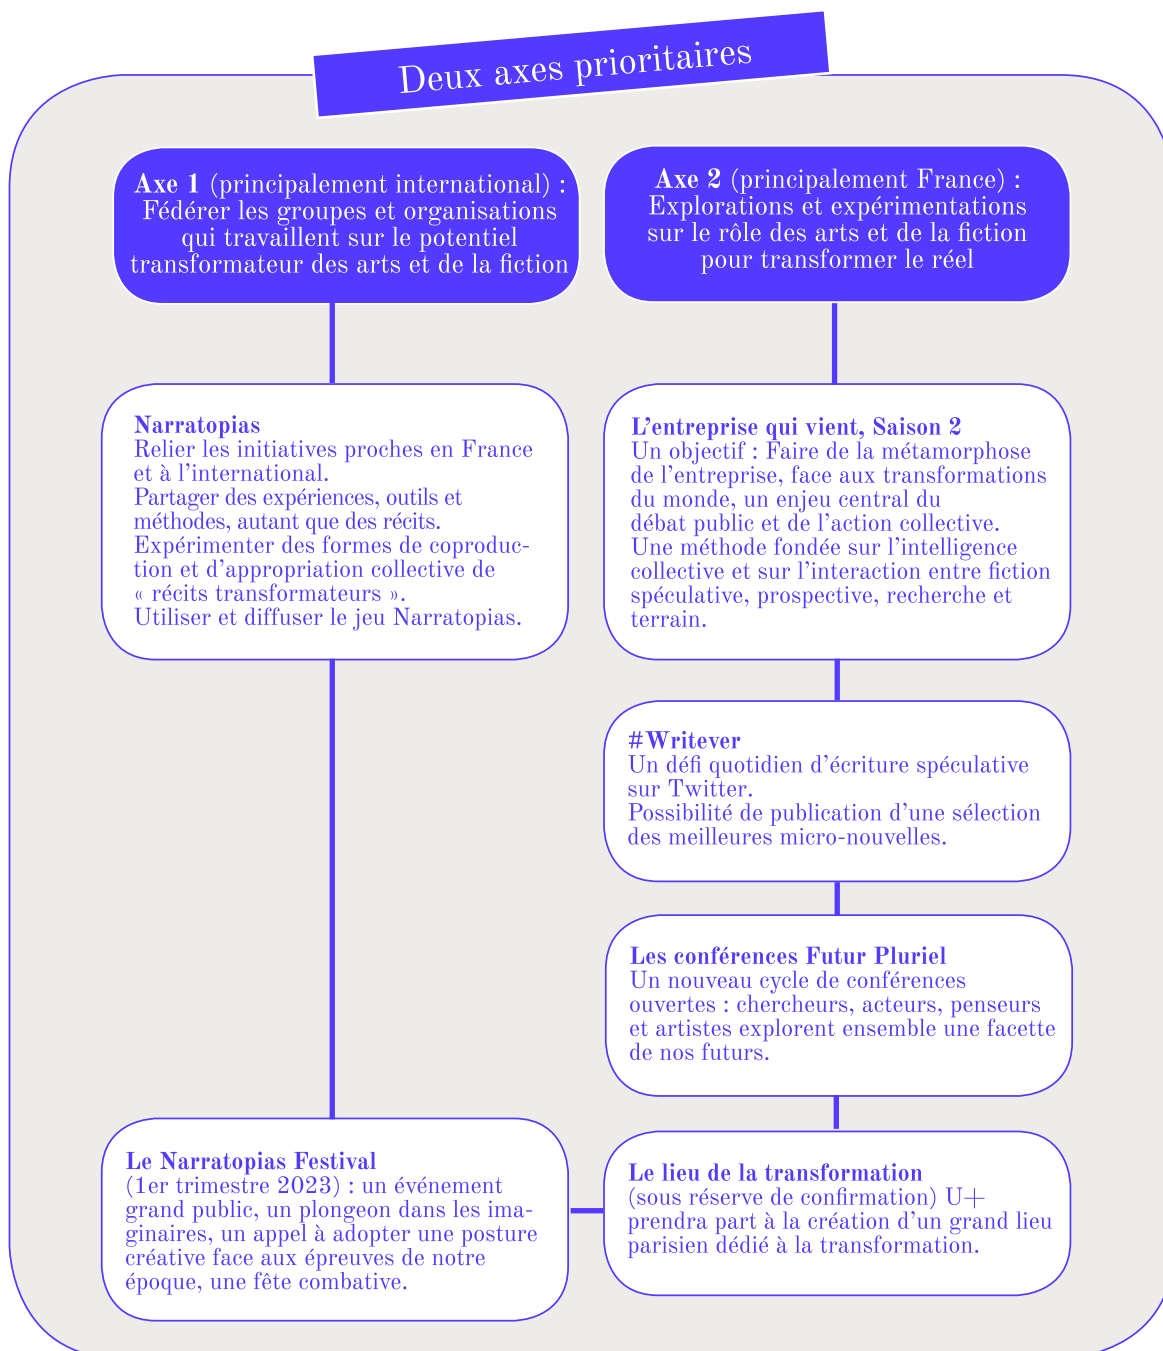 Deux axes prioritaires
Axe 1 (principalement international) :
Fédérer les groupes et organisations
qui travaillent sur le potentiel
transformateur des arts et de la fiction
Axe 2 (principalement France) :
Explorations et expérimentations
sur le rôle des arts et de la fiction
pour transformer le réel
Narratopias
Relier les initiatives proches en France
et à l'international.
Partager des expériences, outils et
méthodes, autant que des récits.
Expérimenter des formes de coproduc-
tion et d'appropriation collective de
« récits transformateurs ».
Utiliser et diffuser le jeu Narratopias.
L'entreprise qui vient, Saison 2
Un objectif : Faire de la métamorphose
de l'entreprise, face aux transformations
du monde, un enjeu central du
débat public et de l'action collective.
Une méthode fondée sur l'intelligence
collective et sur l'interaction entre fiction
spéculative, prospective, recherche et
terrain.
#Writever
Un défi quotidien d'écriture spéculative
sur Twitter.
Possibilité de publication d'une sélection
des meilleures micro-nouvelles.
Les conférences Futur Pluriel
Un nouveau cycle de conférences
ouvertes : chercheurs, acteurs, penseurs
et artistes explorent ensemble une facette
de nos futurs.
Le Narratopias Festival
(1er trimestre 2023) : un événement
grand public, un plongeon dans les ima-
ginaires, un appel à adopter une posture
créative face aux épreuves de notre
époque, une fête combative.
Le lieu de la transformation
(sous réserve de confirmation) U+
prendra part à la création d'un grand lieu
parisien dédié à la transformation.